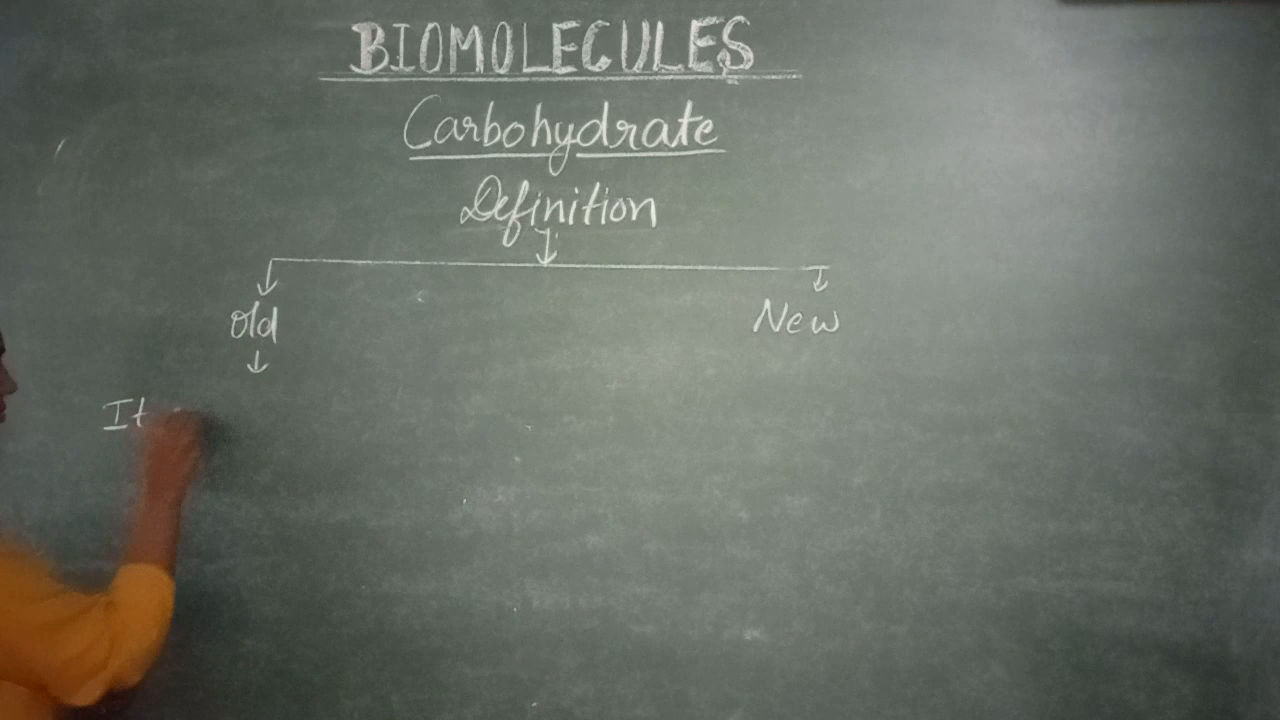 BIOMOLECULES
Carbohydrate
Definition
Old New
It